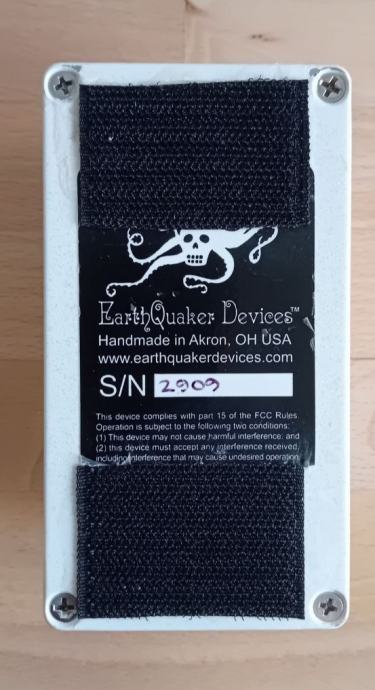 EarthQuaker Devices™
Handmade in Akron, OH USA
www.earthquakerdevices.com
S/N 2909
This device complies with part 15 of the FCC Rules.
Operation is subject to the following two conditions:
(1) This device may not cause harmful interference, and
(2) this device must accept any interference received,
including interference that may cause undesired operation